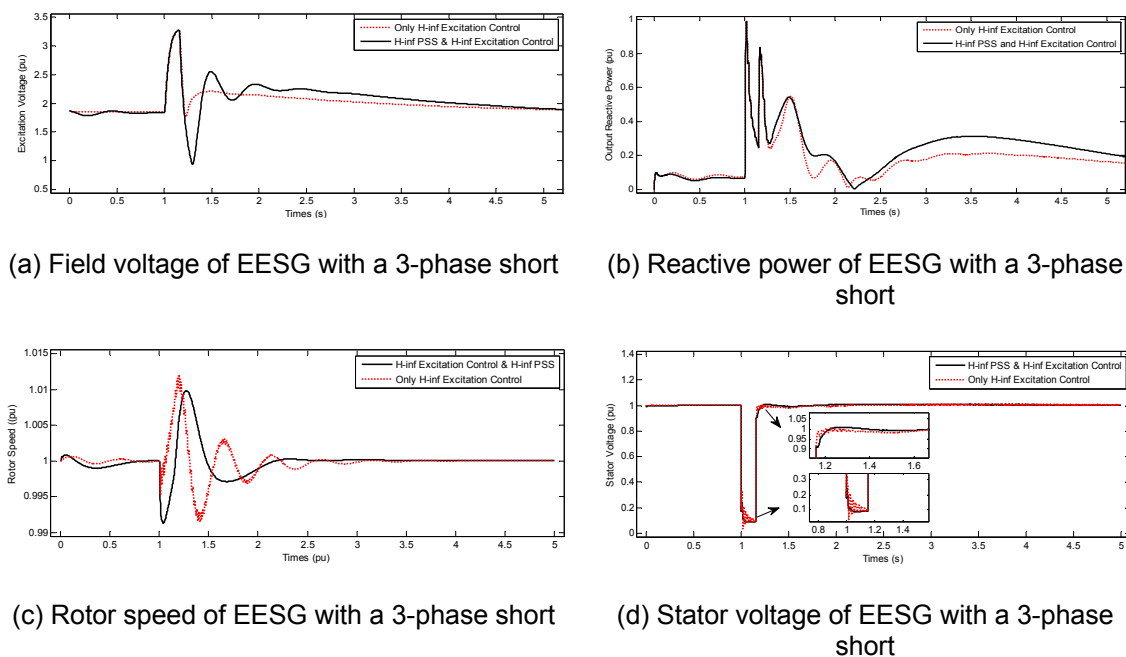 3.5
3
2.5
2
1.5
1
0.5
Excitation Voltage (pu)
Only H-inf Excitation Control
H-inf PSS & H-inf Excitation Control
0 0.5 1 1.5 2 2.5 3 3.5 4 4.5 5
Times (s)
(a) Field voltage of EESG with a 3-phase short
1
0.8
0.6
0.4
0.2
0
Output Reactive Power (pu)
Only H-inf Excitation Control
H-inf PSS and H-inf Excitation Control
0 0.5 1 1.5 2 2.5 3 3.5 4 4.5 5
Times (s)
(b) Reactive power of EESG with a 3-phase
short
1.015
1.01
1.005
1
0.995
0.99
Rotor Speed ((pu)
H-inf Excitation Control & H-inf PSS
Only H-inf Excitation Control
0 0.5 1 1.5 2 2.5 3 3.5 4 4.5 5
Times (pu)
(c) Rotor speed of EESG with a 3-phase short
1.4
1.2
1
0.8
0.6
0.4
0.2
0
Stator Voltage (pu)
H-inf PSS & H-inf Excitation Control
Only H-inf Excitation Control
1.05
1
0.95
1.2 1.4 1.6
0.3
0.2
0.1
0.8 1 1.2 1.4
0 0.5 1 1.5 2 2.5 3 3.5 4 4.5 5
Times (s)
(d) Stator voltage of EESG with a 3-phase
short